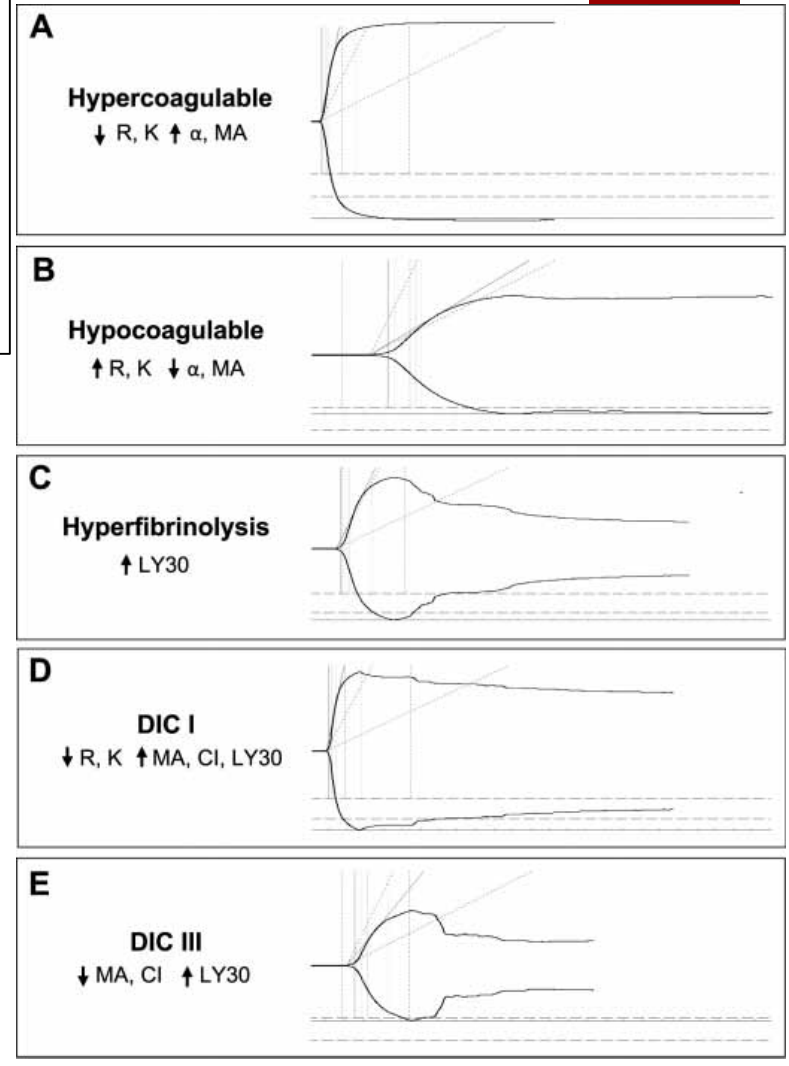 A
Hypercoagulable
↓ R, K ↑ α, MA
B
Hypocoagulable
↑ R, K ↓ α, MA
C
Hyperfibrinolysis
↑ LY30
D
DIC I
↓ R, K ↑ MA, CI, LY30
E
DIC III
↓ MA, CI ↑ LY30